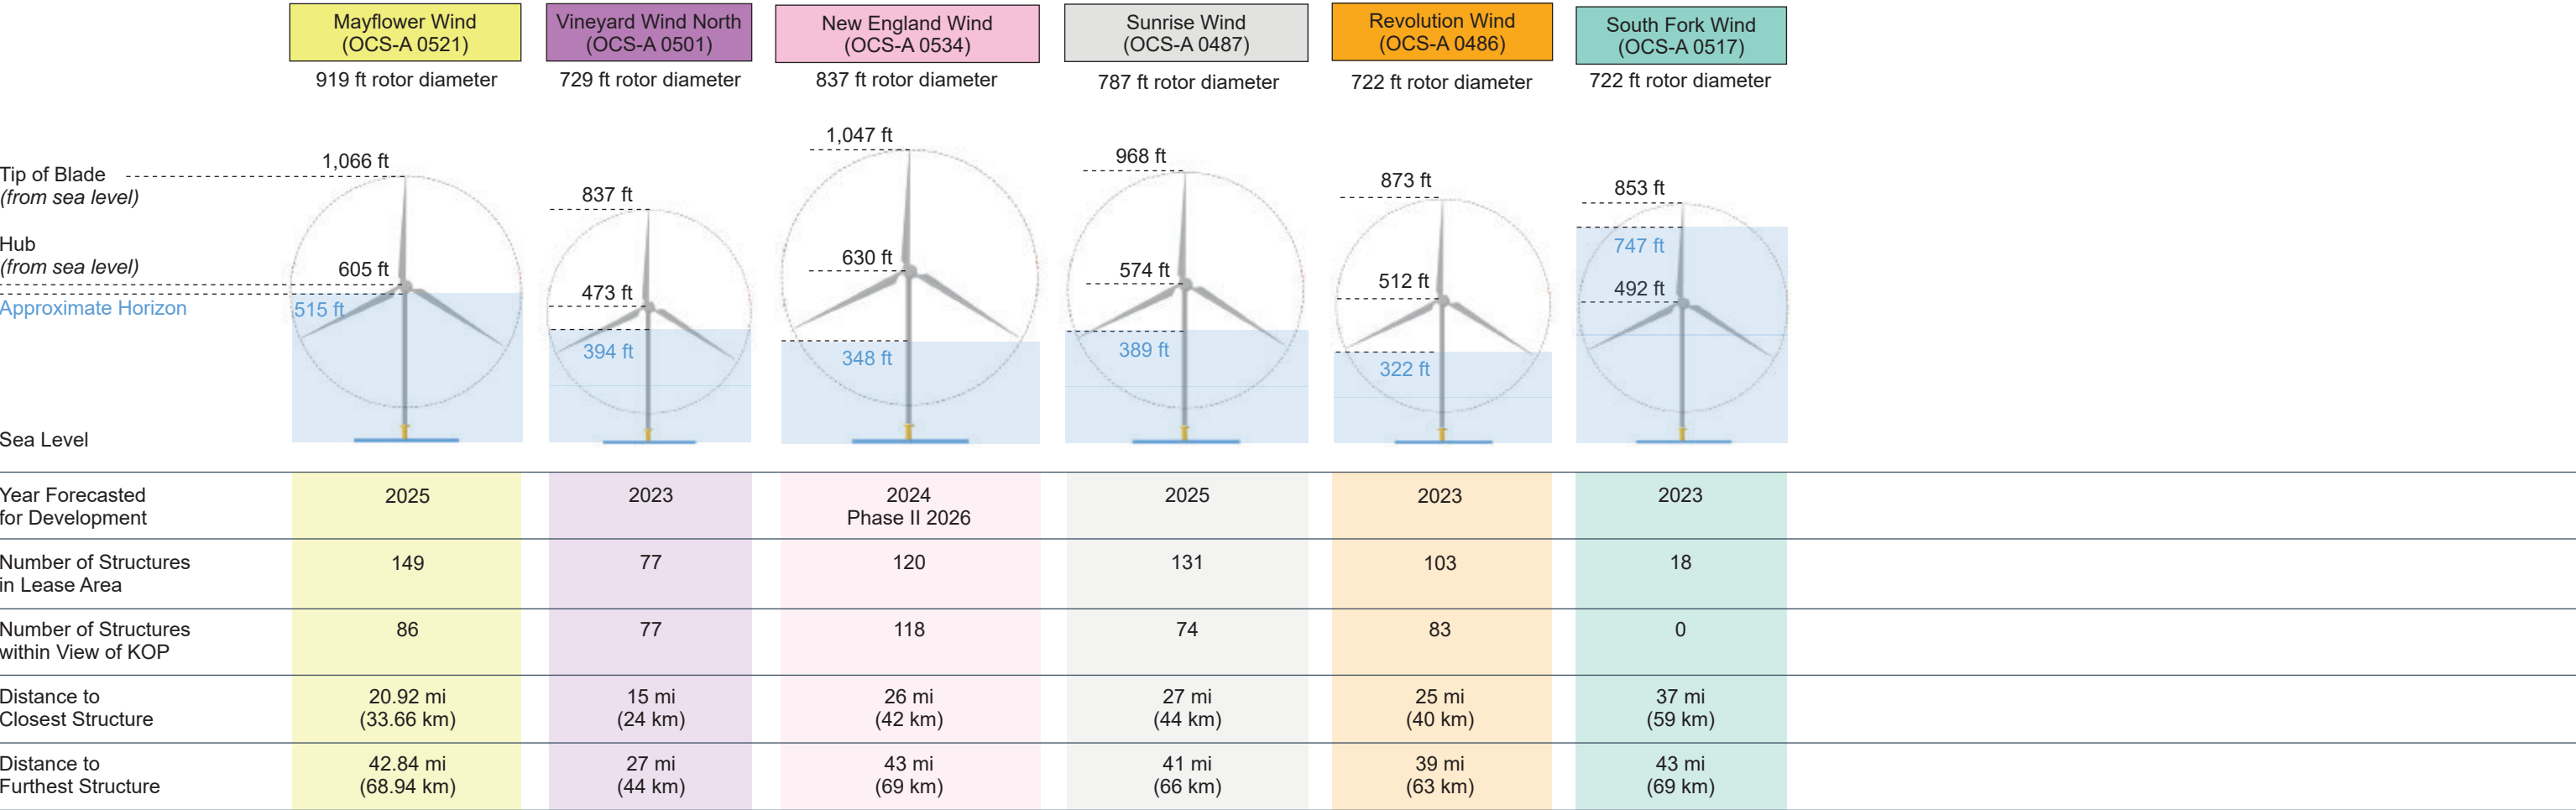 Mayflower Wind
(OCS-A 0521)
919 ft rotor diameter
Vineyard Wind North
(OCS-A 0501)
729 ft rotor diameter
New England Wind
(OCS-A 0534)
837 ft rotor diameter
Sunrise Wind
(OCS-A 0487)
787 ft rotor diameter
Revolution Wind
(OCS-A 0486)
722 ft rotor diameter
South Fork Wind
(OCS-A 0517)
722 ft rotor diameter
Tip of Blade
(from sea level)
1,066 ft
837 ft
1,047 ft
968 ft
873 ft
853 ft
Hub
(from sea level)
605 ft
473 ft
630 ft
574 ft
512 ft
492 ft
Approximate Horizon
515 ft
394 ft
348 ft
389 ft
322 ft
747 ft
Sea Level
Year Forecasted
for Development
2025
2023
2024
Phase II 2026
2025
2023
2023
Number of Structures
in Lease Area
149
77
120
131
103
18
Number of Structures
within View of KOP
86
77
118
74
83
0
Distance to
Closest Structure
20.92 mi
(33.66 km)
15 mi
(24 km)
26 mi
(42 km)
27 mi
(44 km)
25 mi
(40 km)
37 mi
(59 km)
Distance to
Furthest Structure
42.84 mi
(68.94 km)
27 mi
(44 km)
43 mi
(69 km)
41 mi
(66 km)
39 mi
(63 km)
43 mi
(69 km)